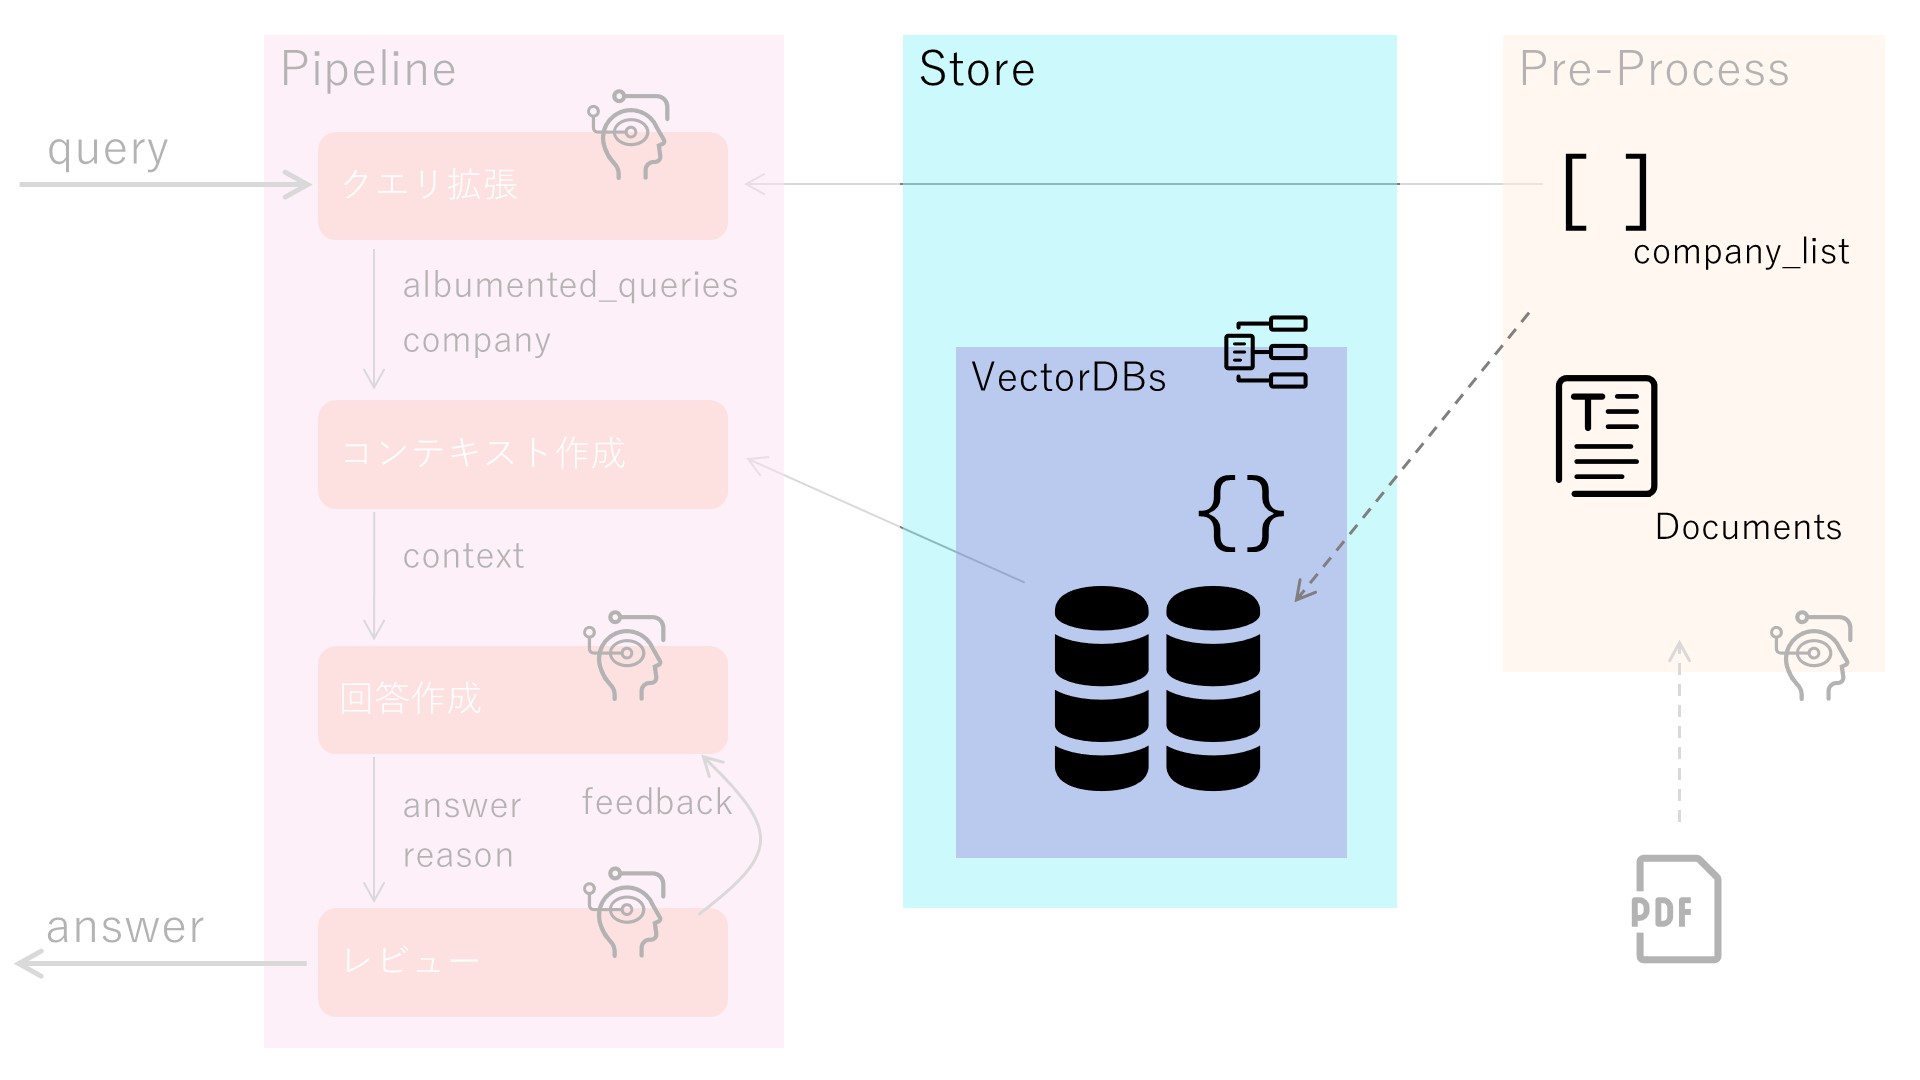 Pipeline
query
クエリ拡張
albumented_queries
company
コンテキスト作成
context
回答作成
answer
reason
feedback
レビュー
answer
Store
VectorDBs
{}
Pre-Process
[ ]
company_list
T
Documents
PDF